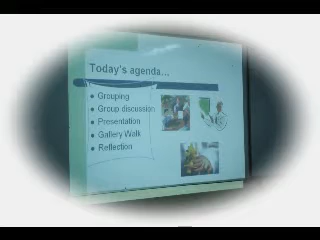 Today's agenda...
Grouping
Group discussion
Presentation
Gallery Walk
Reflection